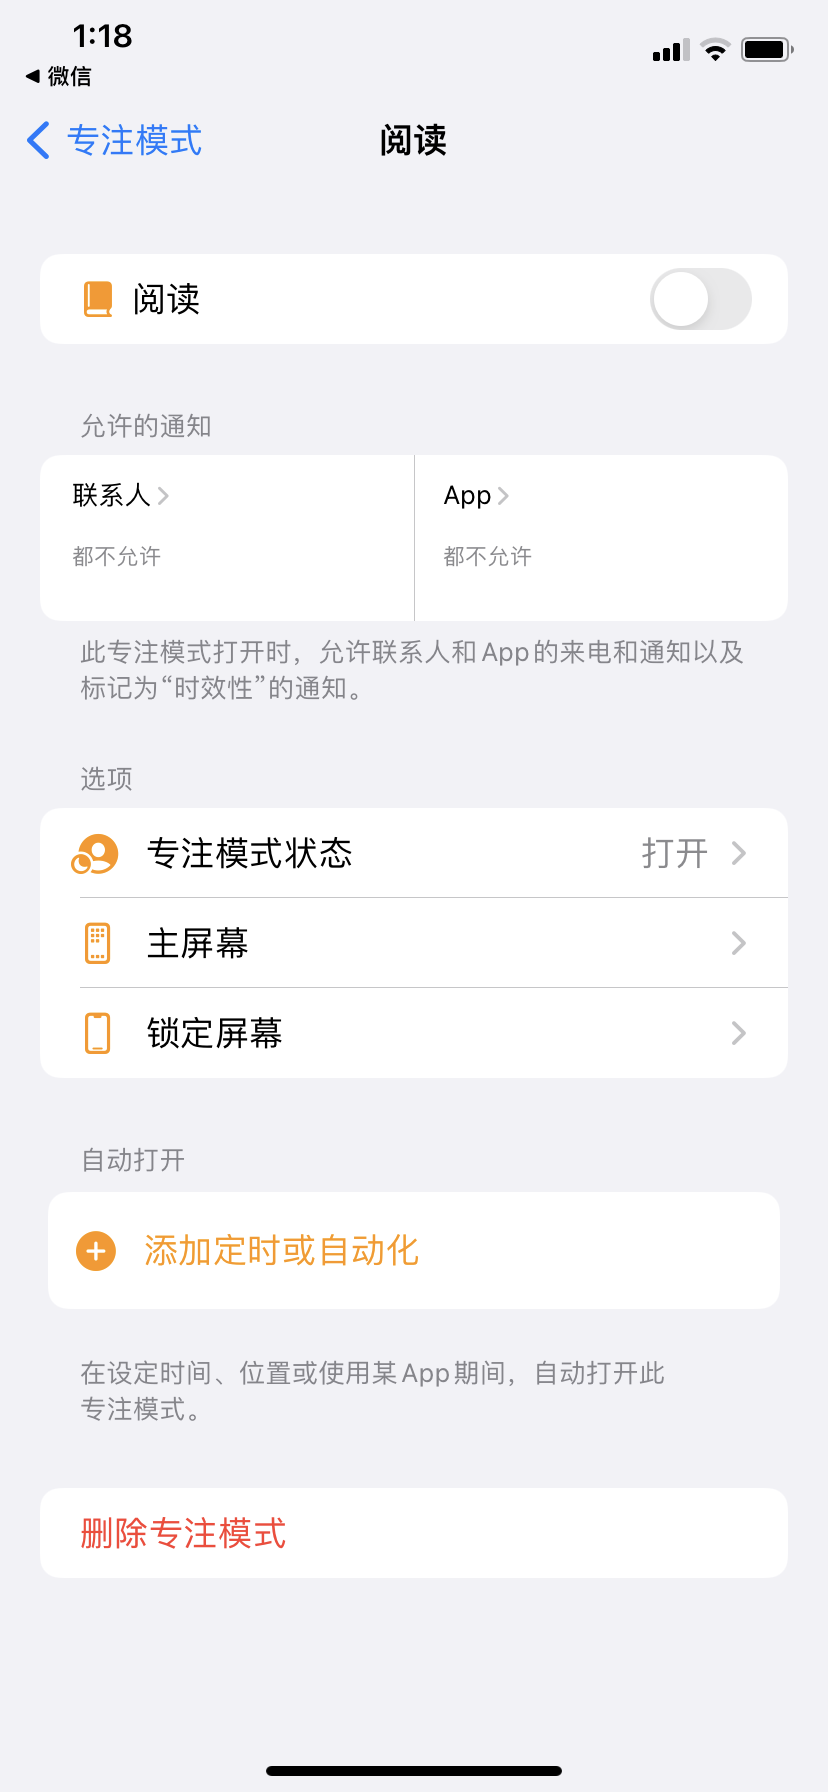 1:18
微信
专注模式
阅读
阅读
允许的通知
联系人
App
都不允许
都不允许
此专注模式打开时，允许联系人和App的来电和通知以及
标记为“时效性”的通知。
选项
专注模式状态
打开
主屏幕
锁定屏幕
自动打开
添加定时或自动化
在设定时间、位置或使用某App期间，自动打开此
专注模式。
删除专注模式